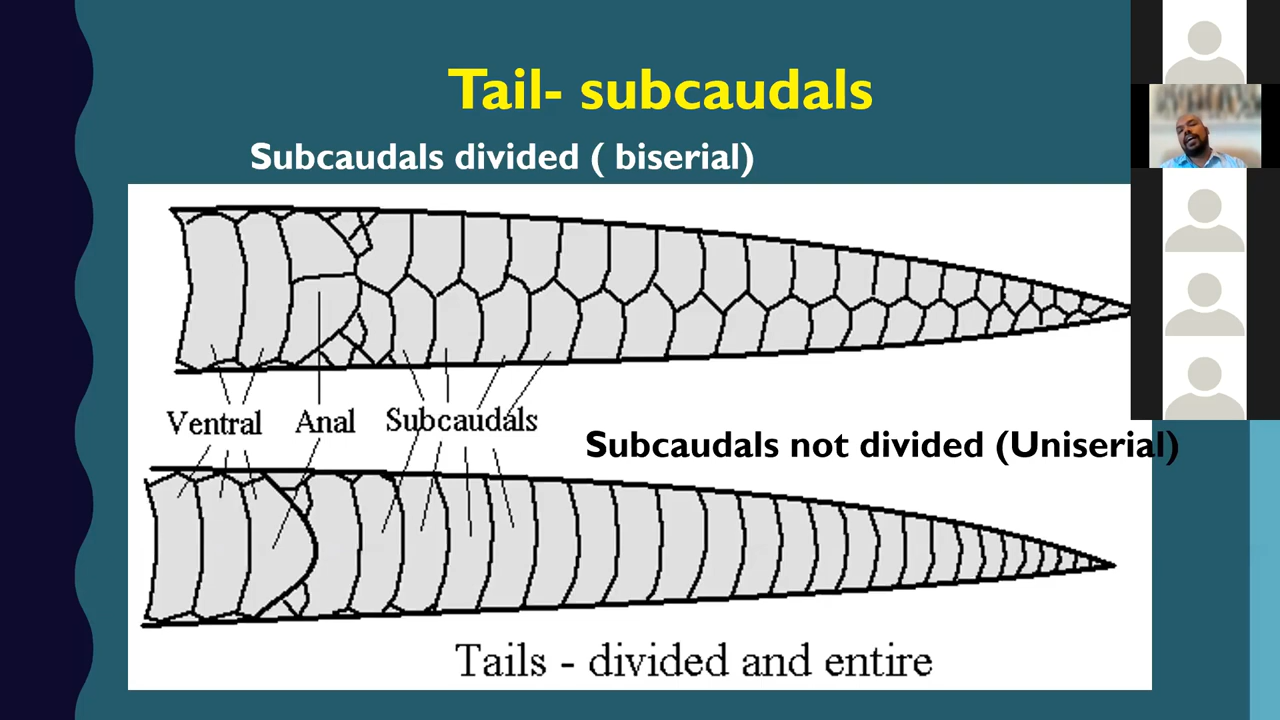 Tail- subcaudals
Subcaudals divided ( biserial)
Ventral Anal Subcaudals
Subcaudals not divided (Uniserial)
Tails - divided and entire